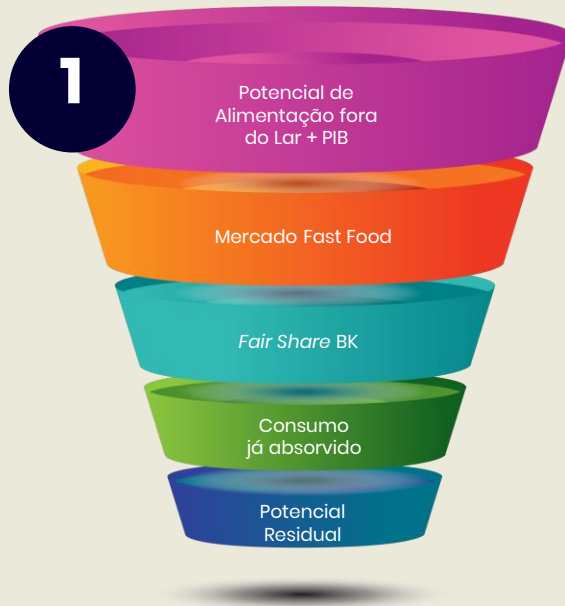 1
Potencial de
Alimentação fora
do Lar + PIB
Mercado Fast Food
Fair Share BK
Consumo
já absorvido
Potencial
Residual